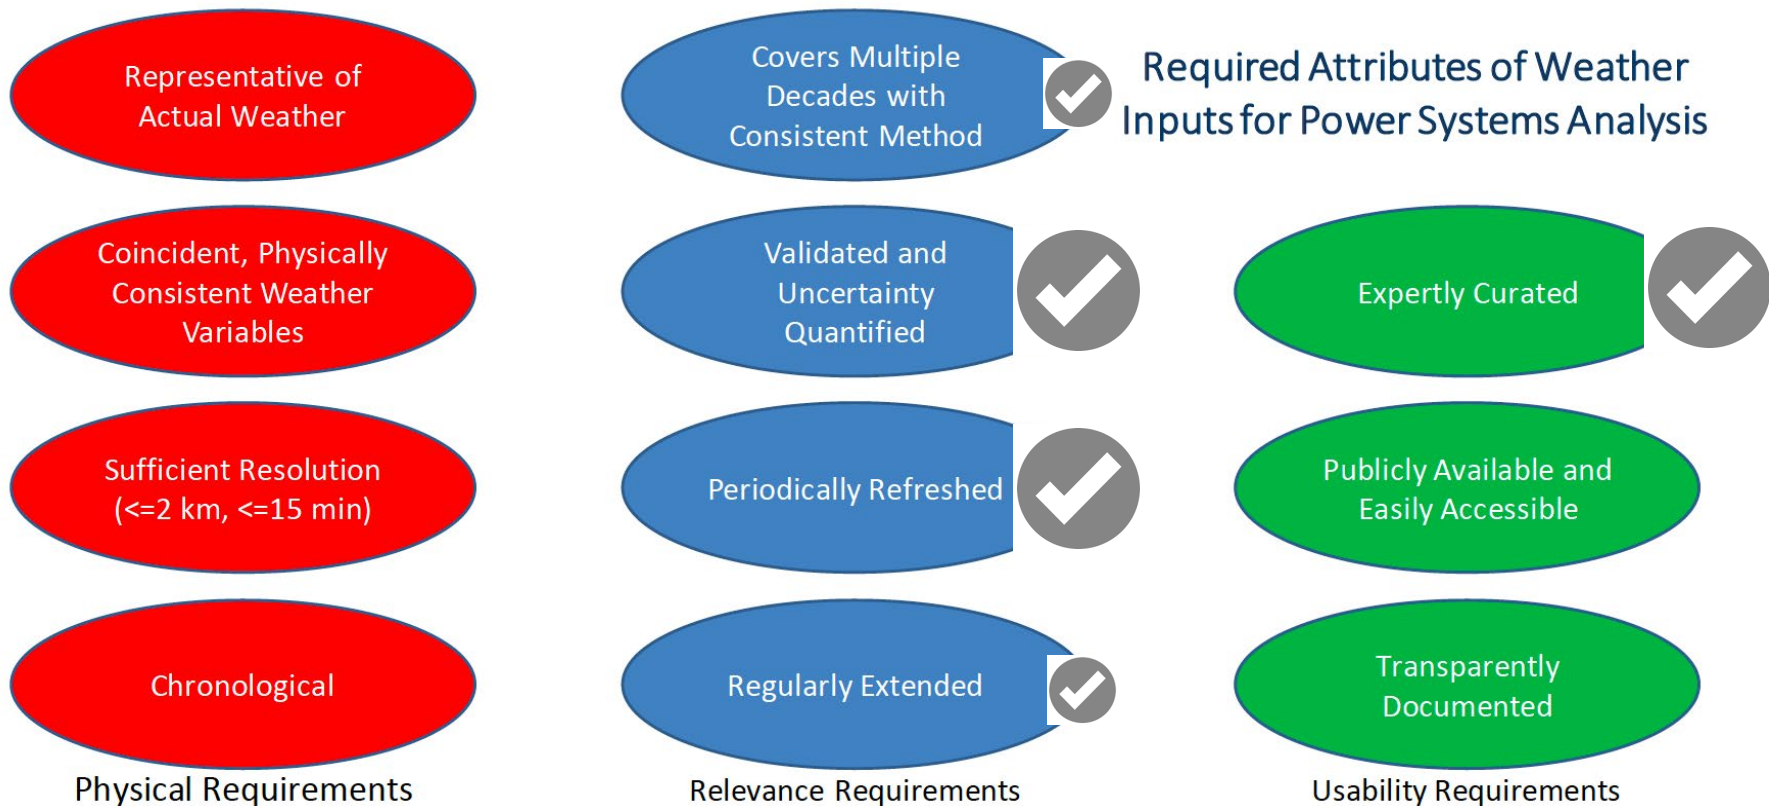 Required Attributes of Weather
Inputs for Power Systems Analysis
Representative of
Actual Weather
Coincident, Physically
Consistent Weather
Variables
Sufficient Resolution
(<=2 km, <=15 min)
Chronological
Physical Requirements
Covers Multiple
Decades with
Consistent Method
Validated and
Uncertainty
Quantified
Periodically Refreshed
Regularly Extended
Relevance Requirements
Expertly Curated
Publicly Available and
Easily Accessible
Transparently
Documented
Usability Requirements